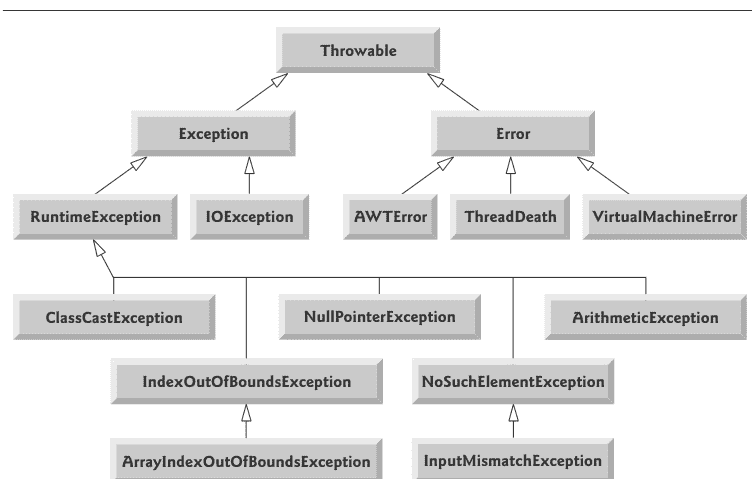 Throwable
Exception
Error
RuntimeException
IOException
AWTError
ThreadDeath
VirtualMachineError
ClassCastException
NullPointerException
ArithmeticException
IndexOutOfBoundsException
NoSuchElementException
ArrayIndexOutOfBoundsException
InputMismatchException